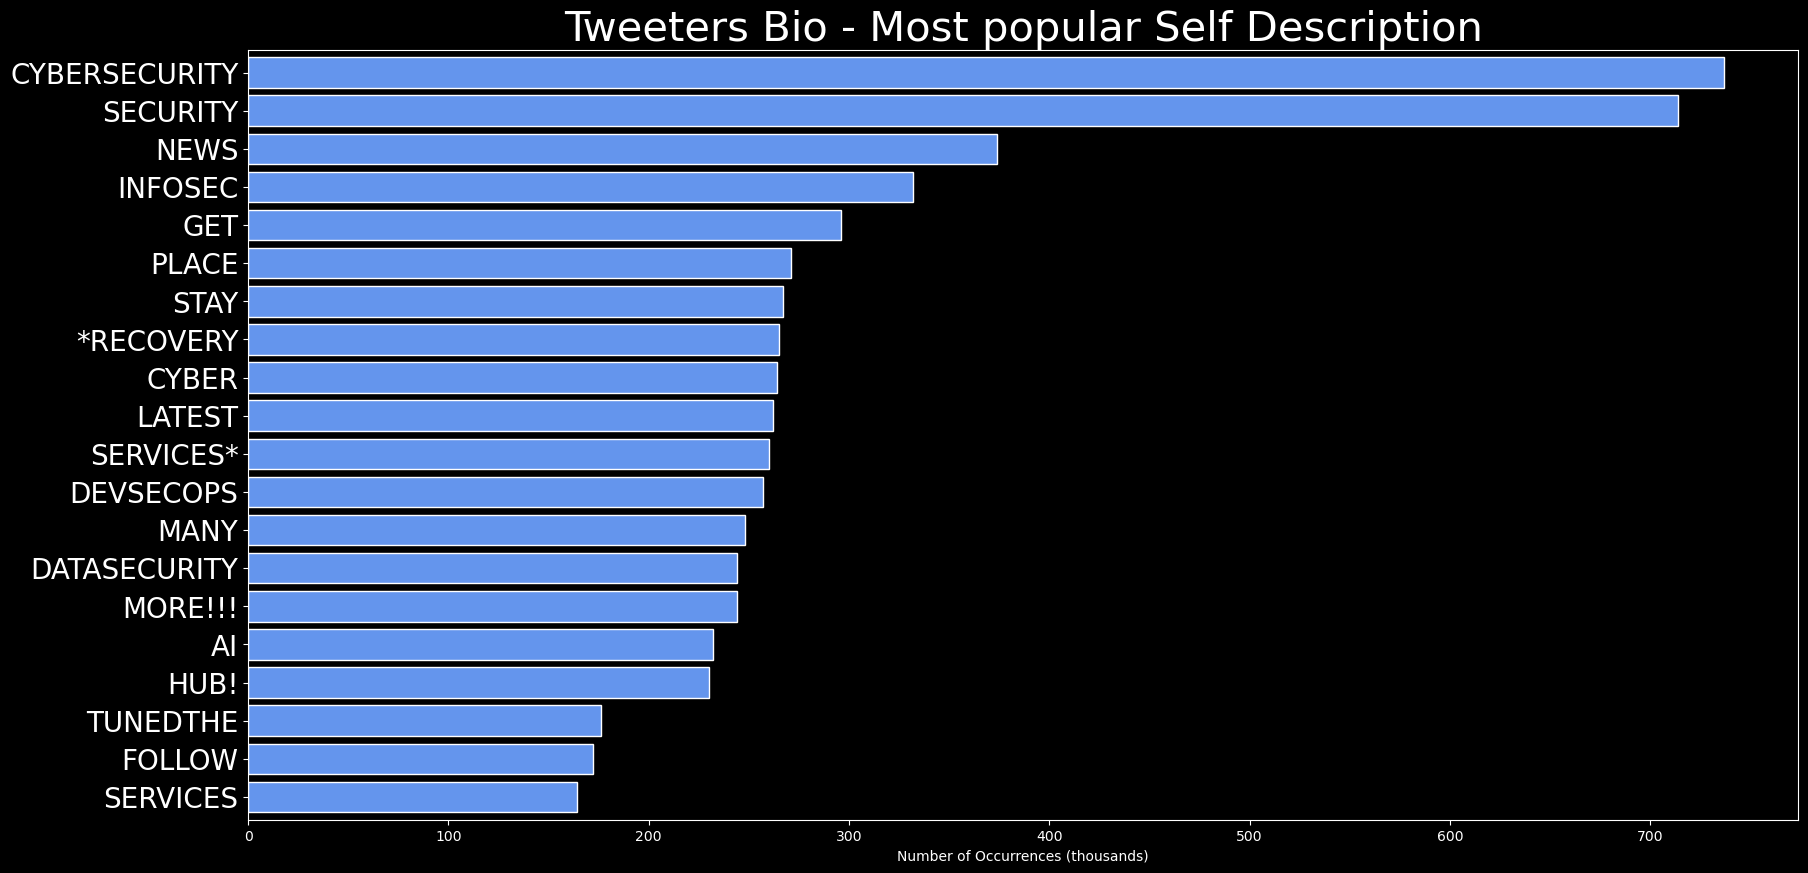 Tweeters Bio - Most popular Self Description
CYBERSECURITY
SECURITY
NEWS
INFOSEC
GET
PLACE
STAY
*RECOVERY
CYBER
LATEST
SERVICES*
DEVSECOPS
MANY
DATASECURITY
MORE!!!
AI
HUB!
TUNEDTHE
FOLLOW
SERVICES
0 100 200 300 400 500 600 700
Number of Occurrences (thousands)